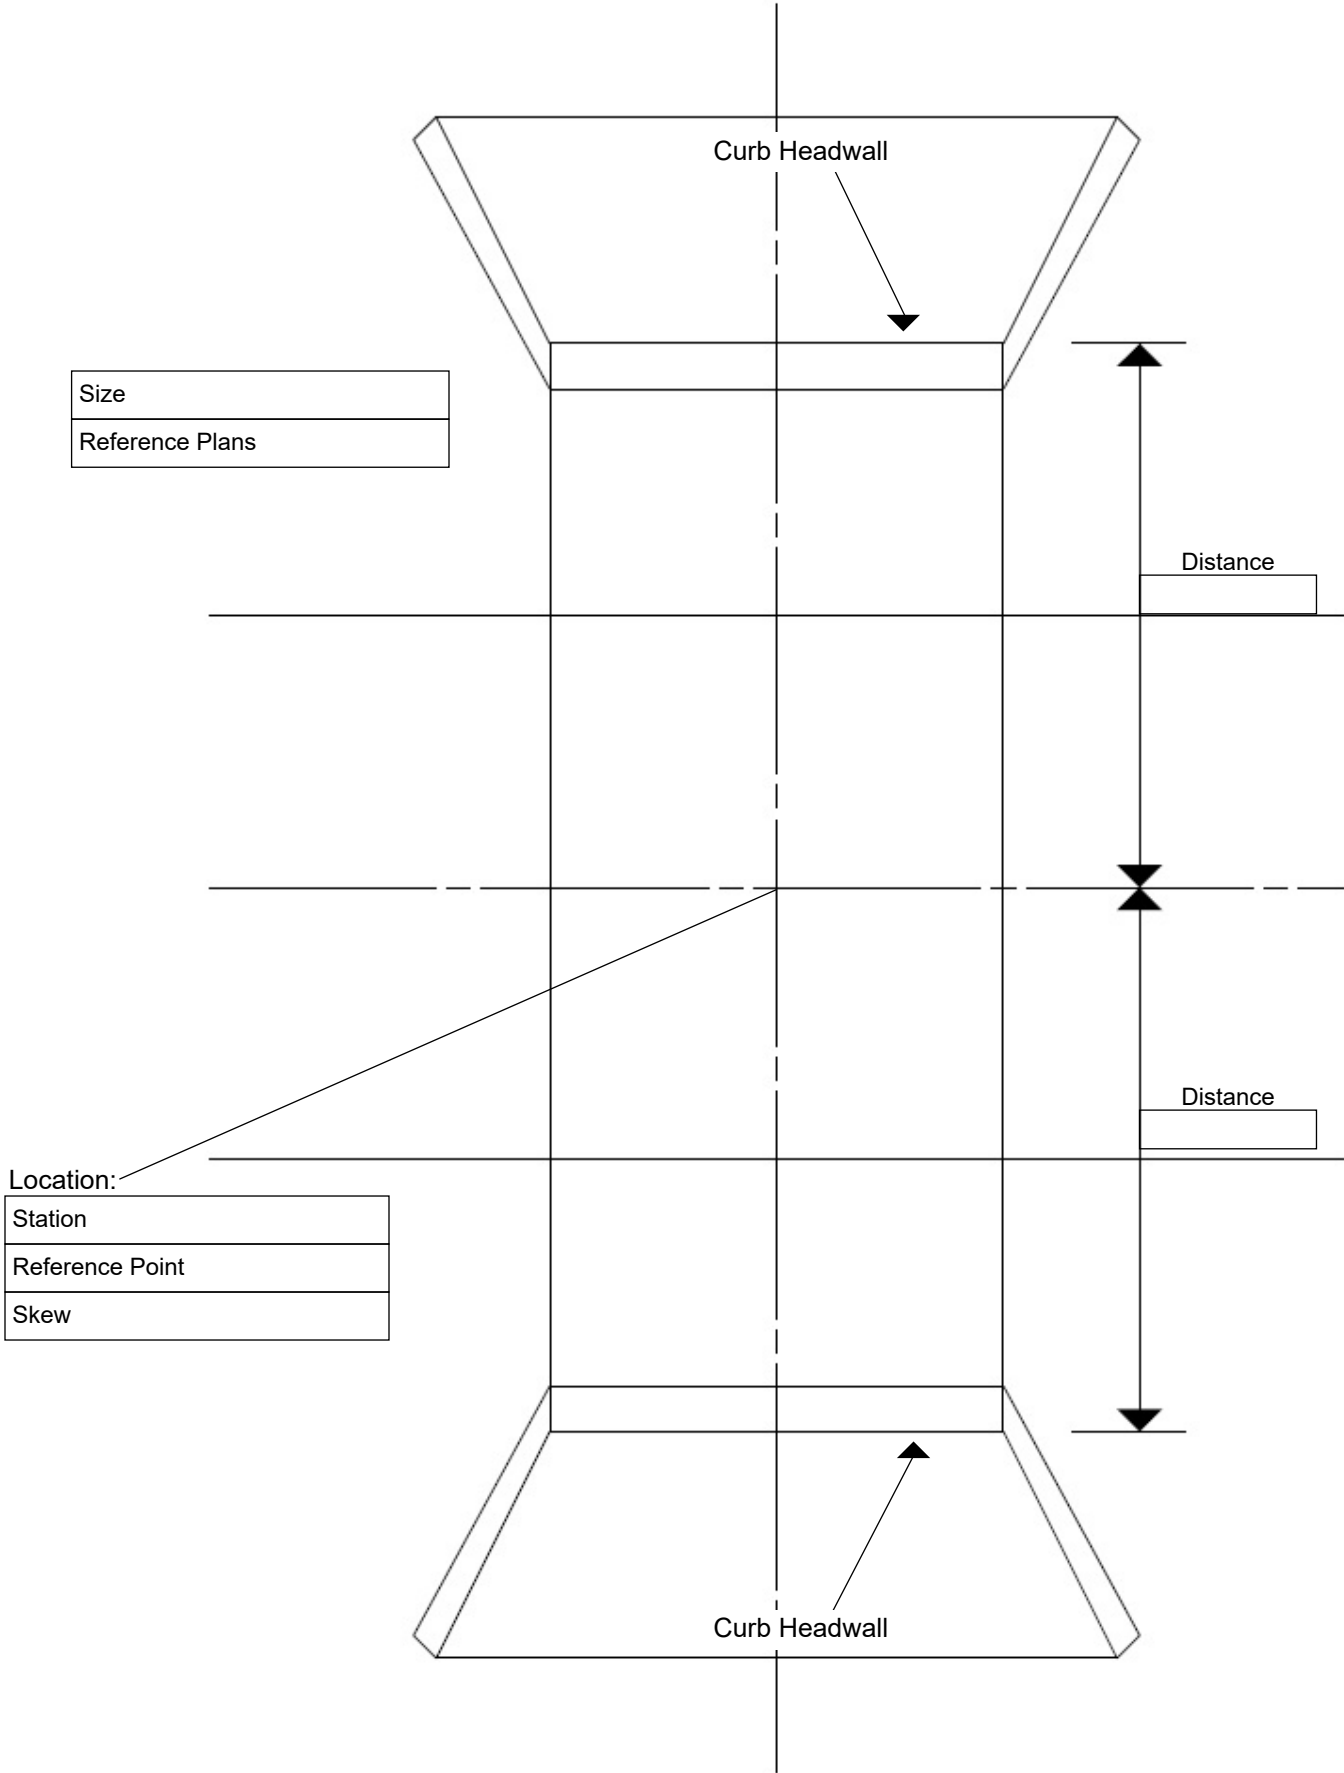 Curb Headwall
Size
Reference Plans
Distance
Distance
Location:
Station
Reference Point
Skew
Curb Headwall